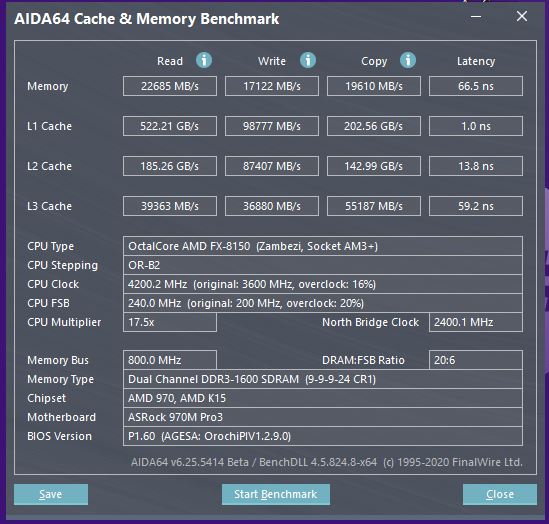 AIDA64 Cache & Memory Benchmark
Read Write Copy Latency
Memory 22685 MB/s 17122 MB/s 19610 MB/s 66.5 ns
L1 Cache 522.21 GB/s 98777 MB/s 202.56 GB/s 1.0 ns
L2 Cache 185.26 GB/s 87407 MB/s 142.99 GB/s 13.8 ns
L3 Cache 39363 MB/s 36880 MB/s 55187 MB/s 59.2 ns
CPU Type OctalCore AMD FX-8150 (Zambezi, Socket AM3+)
CPU Stepping OR-B2
CPU Clock 4200.2 MHz (original: 3600 MHz, overclock: 16%)
CPU FSB 240.0 MHz (original: 200 MHz, overclock: 20%)
CPU Multiplier 17.5x North Bridge Clock 2400.1 MHz
Memory Bus 800.0 MHz DRAM:FSB Ratio 20:6
Memory Type Dual Channel DDR3-1600 SDRAM (9-9-9-24 CR1)
Chipset AMD 970, AMD K15
Motherboard ASRock 970M Pro3
BIOS Version P1.60 (AGESA: OrochiPIV1.2.9.0)
AIDA64 v6.25.5414 Beta / BenchDLL 4.5.824.8-x64 (c) 1995-2020 FinalWire Ltd.
Save Start Benchmark Close